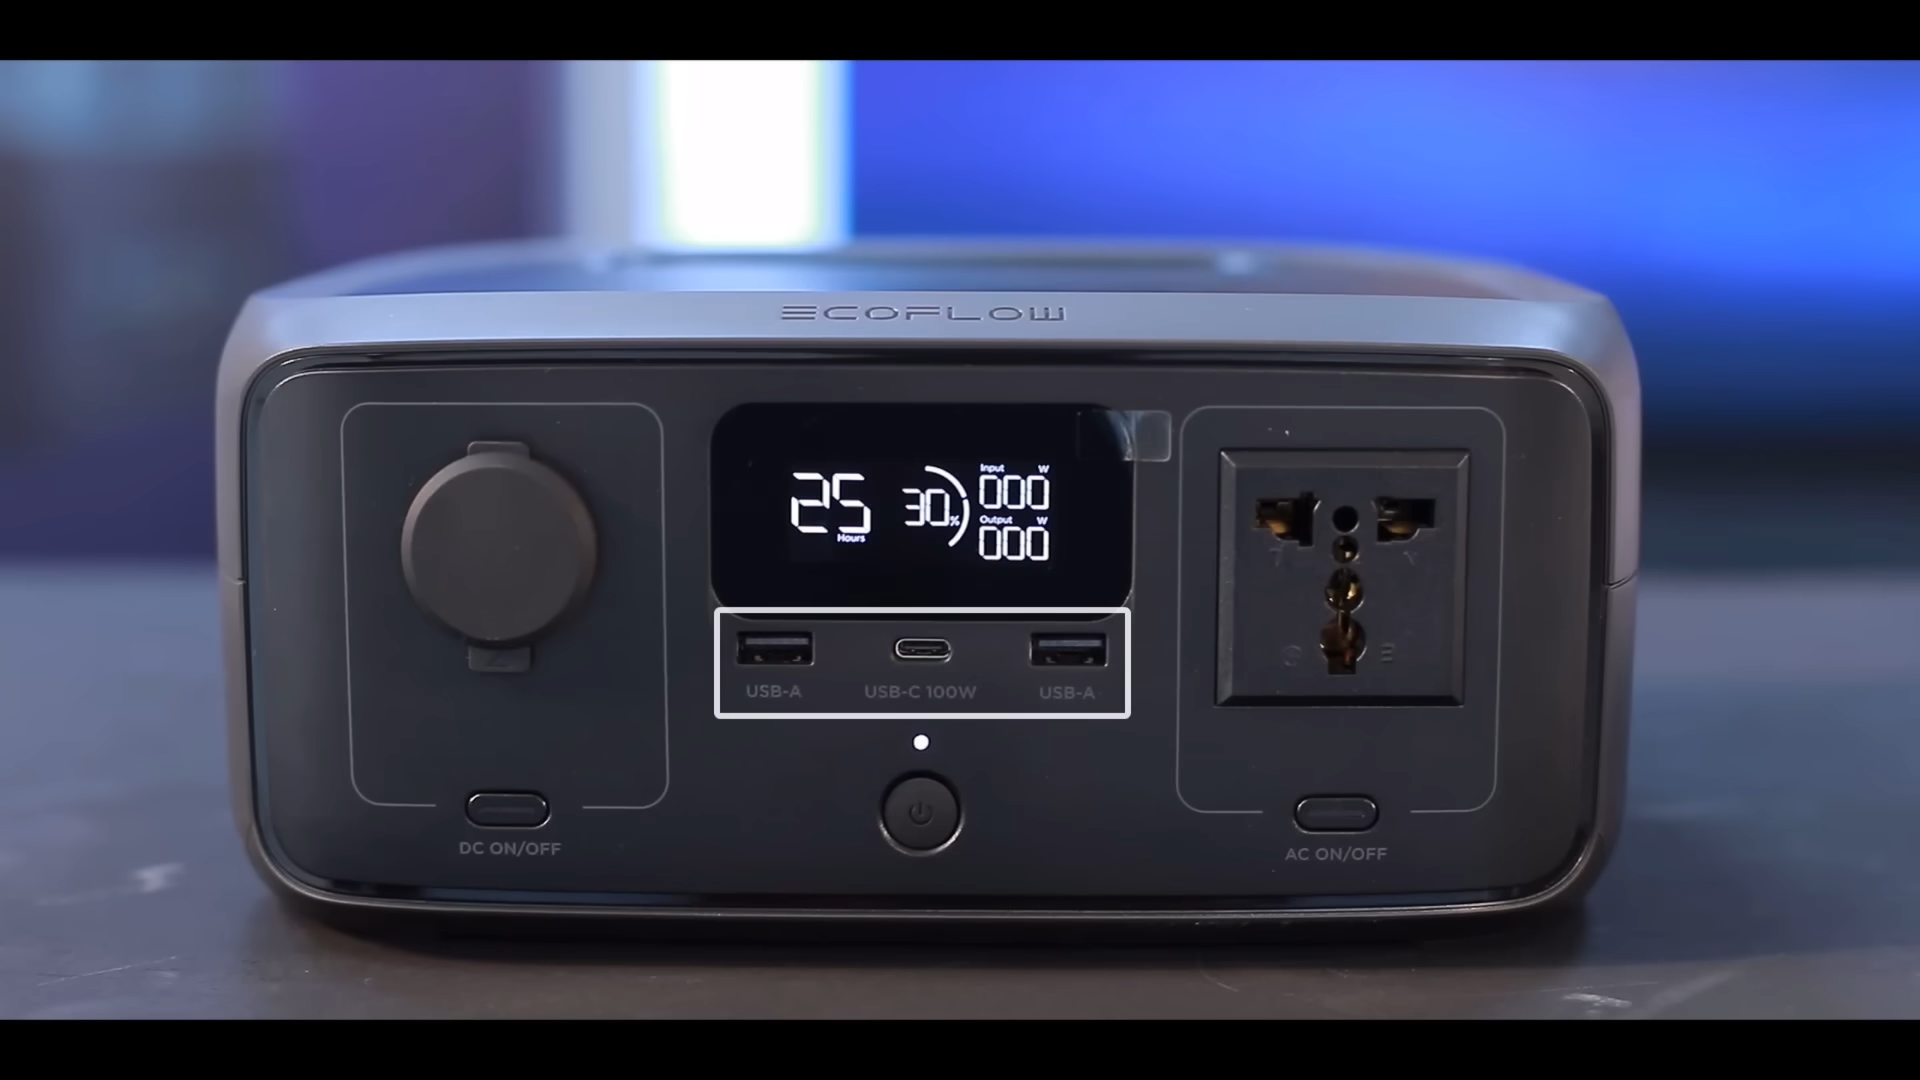 ECOFLOW
25
Hours
30%
Input W
000
Output W
000
USB-A
USB-C 100W
USB-A
DC ON/OFF
AC ON/OFF